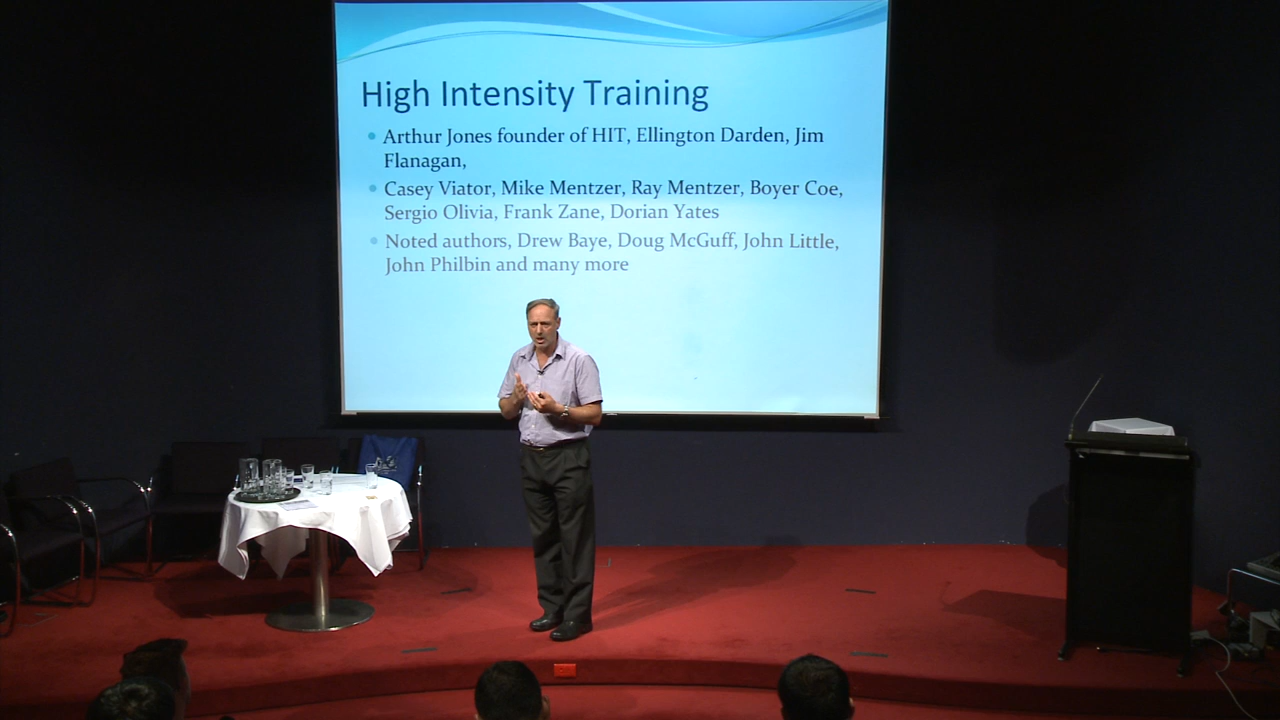 High Intensity Training
Arthur Jones founder of HIT, Ellington Darden, Jim
Flanagan,
Casey Viator, Mike Mentzer, Ray Mentzer, Boyer Coe,
Sergio Olivia, Frank Zane, Dorian Yates
Noted authors, Drew Baye, Doug McGuff, John Little,
John Philbin and many more